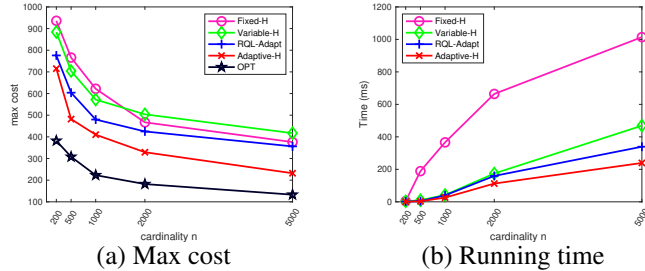 1000
900
800
700
600
500
400
300
200
100
max cost
200
500
1000
2000
5000
cardinality n
Fixed-H
Variable-H
RQL-Adapt
Adaptive-H
OPT
(a) Max cost
1200
1000
800
600
400
200
0
Time (ms)
200
500
1000
2000
5000
cardinality n
Fixed-H
Variable-H
RQL-Adapt
Adaptive-H
(b) Running time